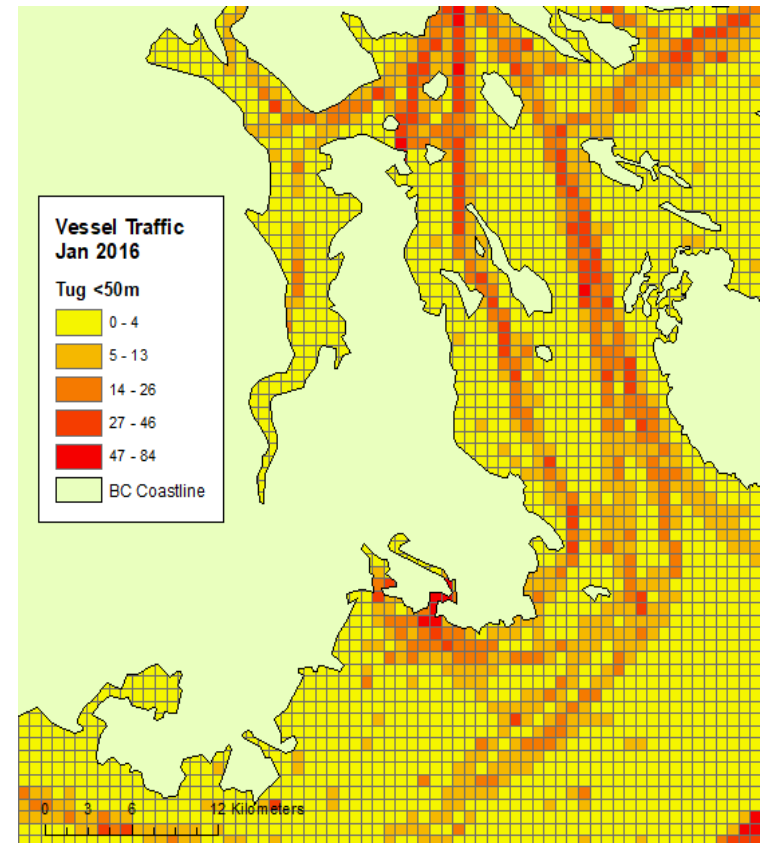 Vessel Traffic
Jan 2016
Tug <50m
0 - 4
5 - 13
14 - 26
27 - 46
47 - 84
BC Coastline
0 3 6 12 Kilometers